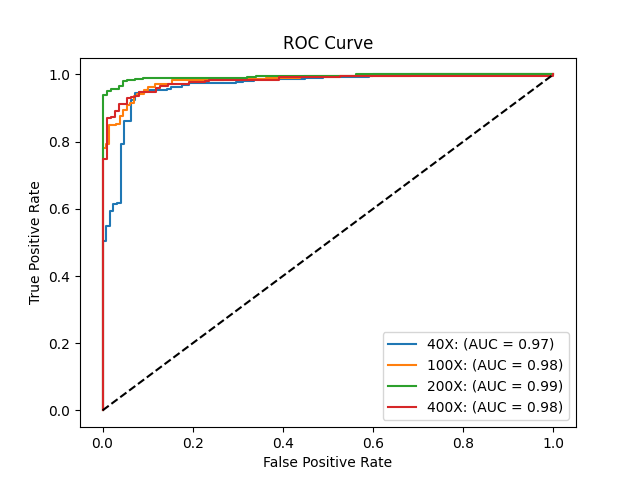 ROC Curve
True Positive Rate
1.0
0.8
0.6
0.4
0.2
0.0
0.0 0.2 0.4 0.6 0.8 1.0
False Positive Rate
40X: (AUC = 0.97)
100X: (AUC = 0.98)
200X: (AUC = 0.99)
400X: (AUC = 0.98)